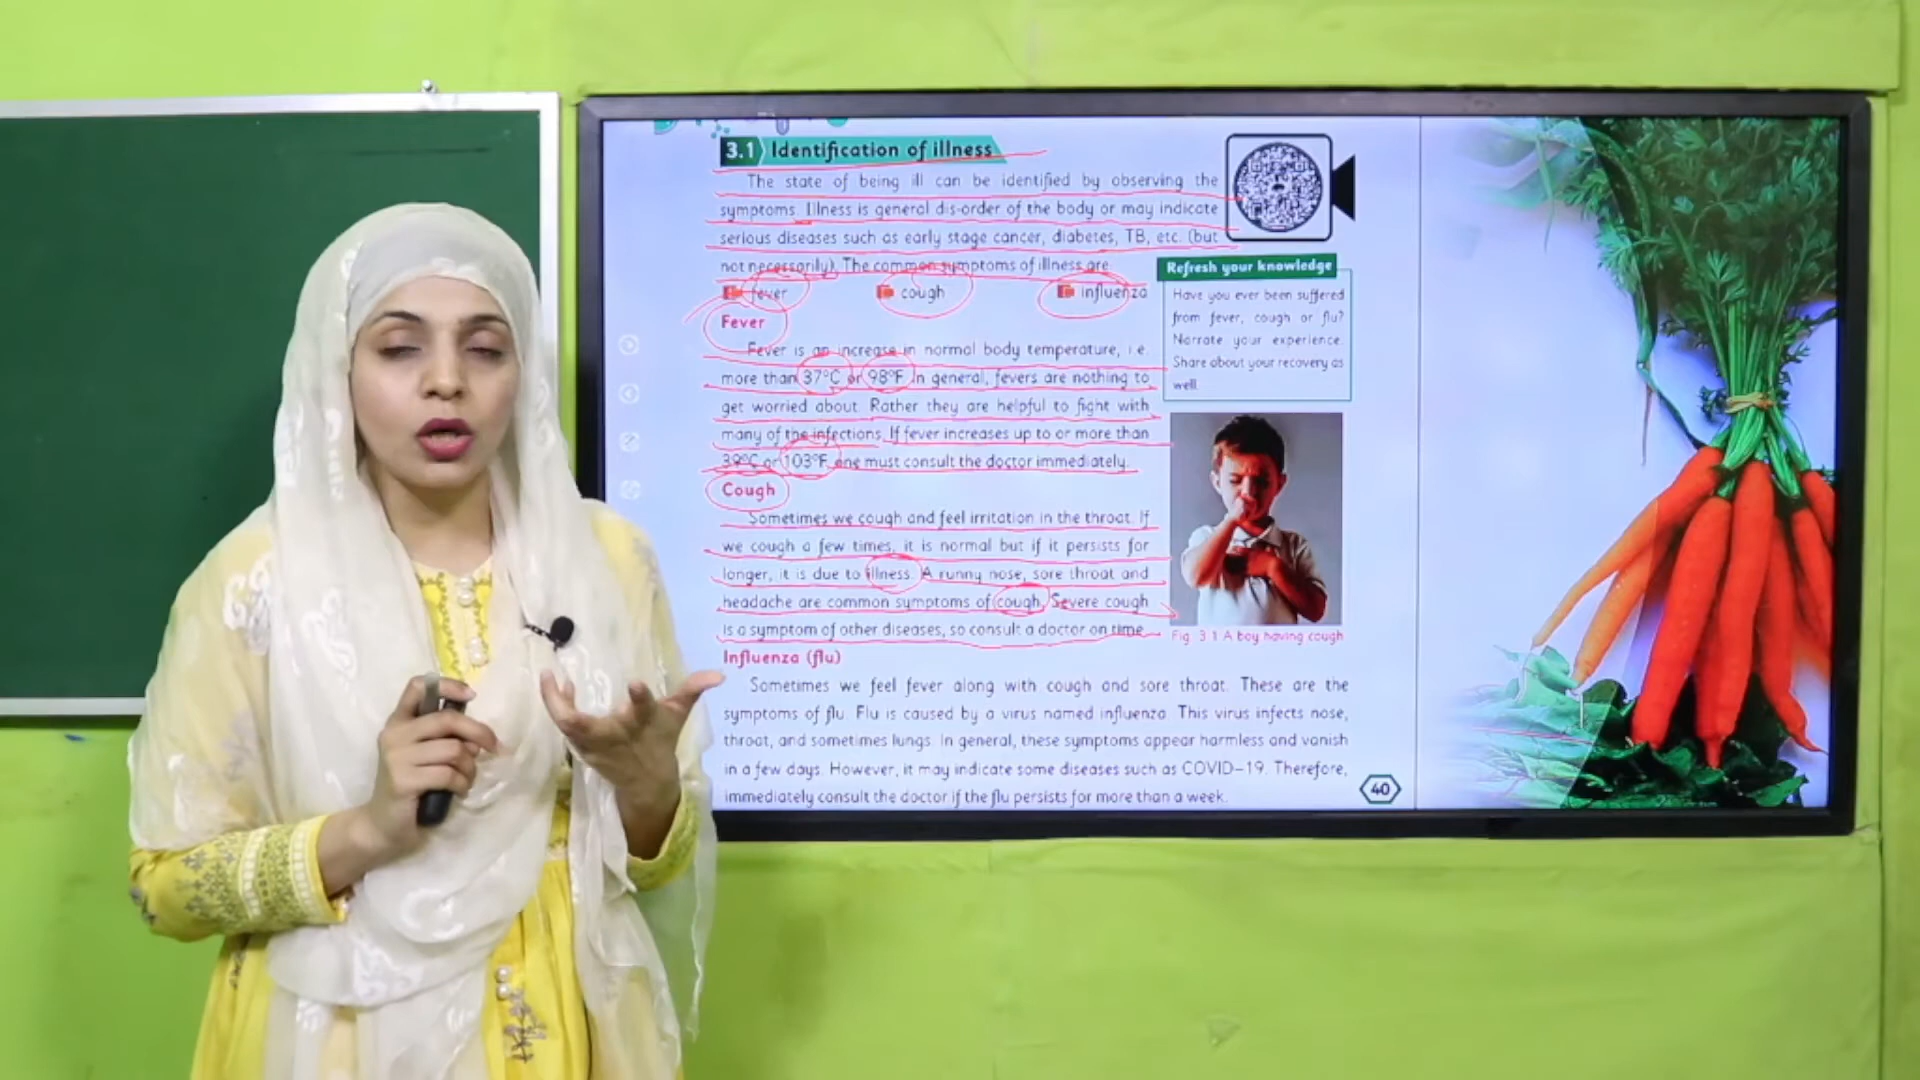 3.1 Identification of illness
The state of being ill can be identified by observing the
symptoms. Illness is general dis-order of the body or may indicate
serious diseases such as early stage cancer, diabetes, TB, etc. (but
not necessarily). The common symptoms of illness are:
fever cough influenza
Fever
Fever is an increase in normal body temperature, i.e.
more than 37°C or 98°F. In general, fevers are nothing to
get worried about. Rather they are helpful to fight with
many of the infections. If fever increases up to or more than
39°C or 103°F, one must consult the doctor immediately.
Cough
Sometimes we cough and feel irritation in the throat. If
we cough a few times, it is normal but if it persists for
longer, it is due to illness. A runny nose, sore throat and
headache are common symptoms of cough. Severe cough
is a symptom of other diseases, so consult a doctor on time.
Refresh your knowledge
Have you ever been suffered
from fever, cough or flu?
Narrate your experience.
Share about your recovery as
well.
Fig. 3.1 A boy having cough
Influenza (flu)
Sometimes we feel fever along with cough and sore throat. These are the
symptoms of flu. Flu is caused by a virus named influenza. This virus infects nose,
throat, and sometimes lungs. In general, these symptoms appear harmless and vanish
in a few days. However, it may indicate some diseases such as COVID–19. Therefore,
immediately consult the doctor if the flu persists for more than a week.
40